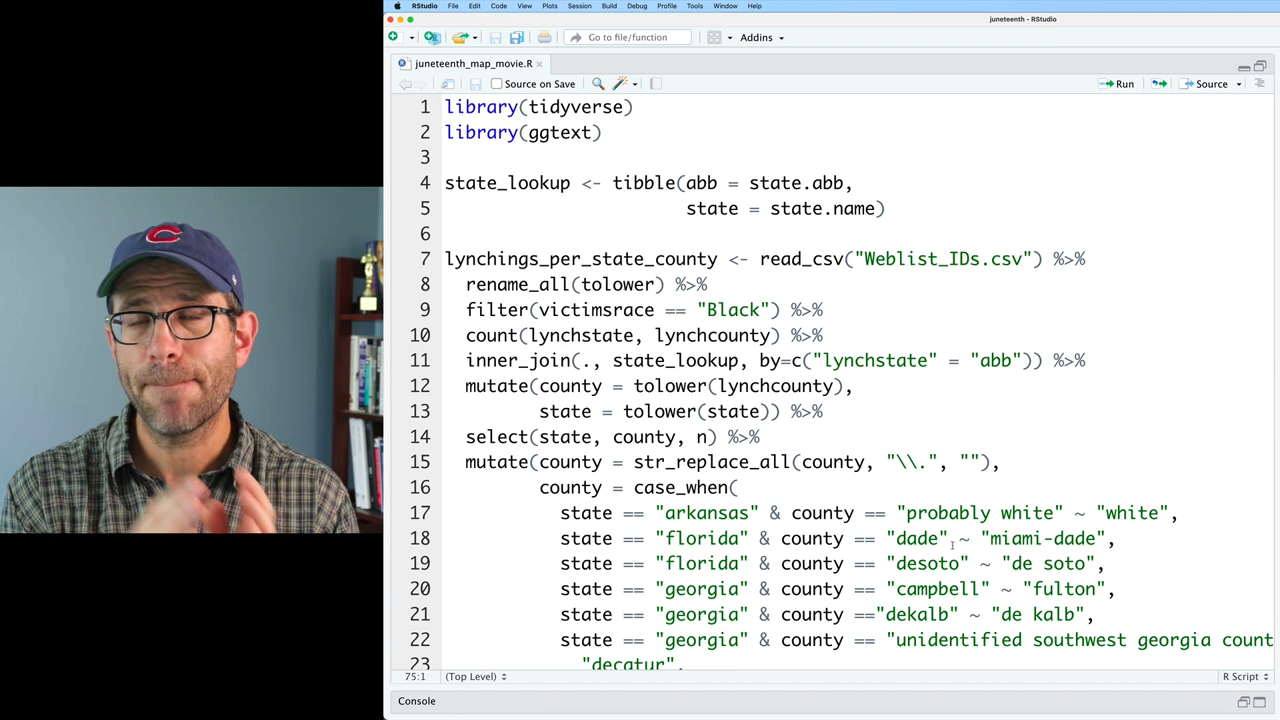 RStudio File Edit Code View Plots Session Build Debug Profile Tools Window Help
juneteenth - RStudio
Go to file/function Addins
juneteenth_map_movie.R
Source on Save Run Source
1 library(tidyverse)
2 library(ggtext)
3
4 state_lookup <- tibble(abb = state.abb,
5 state = state.name)
6
7 lynchings_per_state_county <- read_csv("Weblist_IDs.csv") %>%
8 rename_all(tolower) %>%
9 filter(victimsrace == "Black") %>%
10 count(lynchstate, lynchcounty) %>%
11 inner_join(., state_lookup, by=c("lynchstate" = "abb")) %>%
12 mutate(county = tolower(lynchcounty),
13 state = tolower(state)) %>%
14 select(state, county, n) %>%
15 mutate(county = str_replace_all(county, "\\.", ""),
16 county = case_when(
17 state == "arkansas" & county == "probably white" ~ "white",
18 state == "florida" & county == "dade" ~ "miami-dade",
19 state == "florida" & county == "desoto" ~ "de soto",
20 state == "georgia" & county == "campbell" ~ "fulton",
21 state == "georgia" & county =="dekalb" ~ "de kalb",
22 state == "georgia" & county == "unidentified southwest georgia count
23 "decatur",
75:1 (Top Level) R Script
Console
C